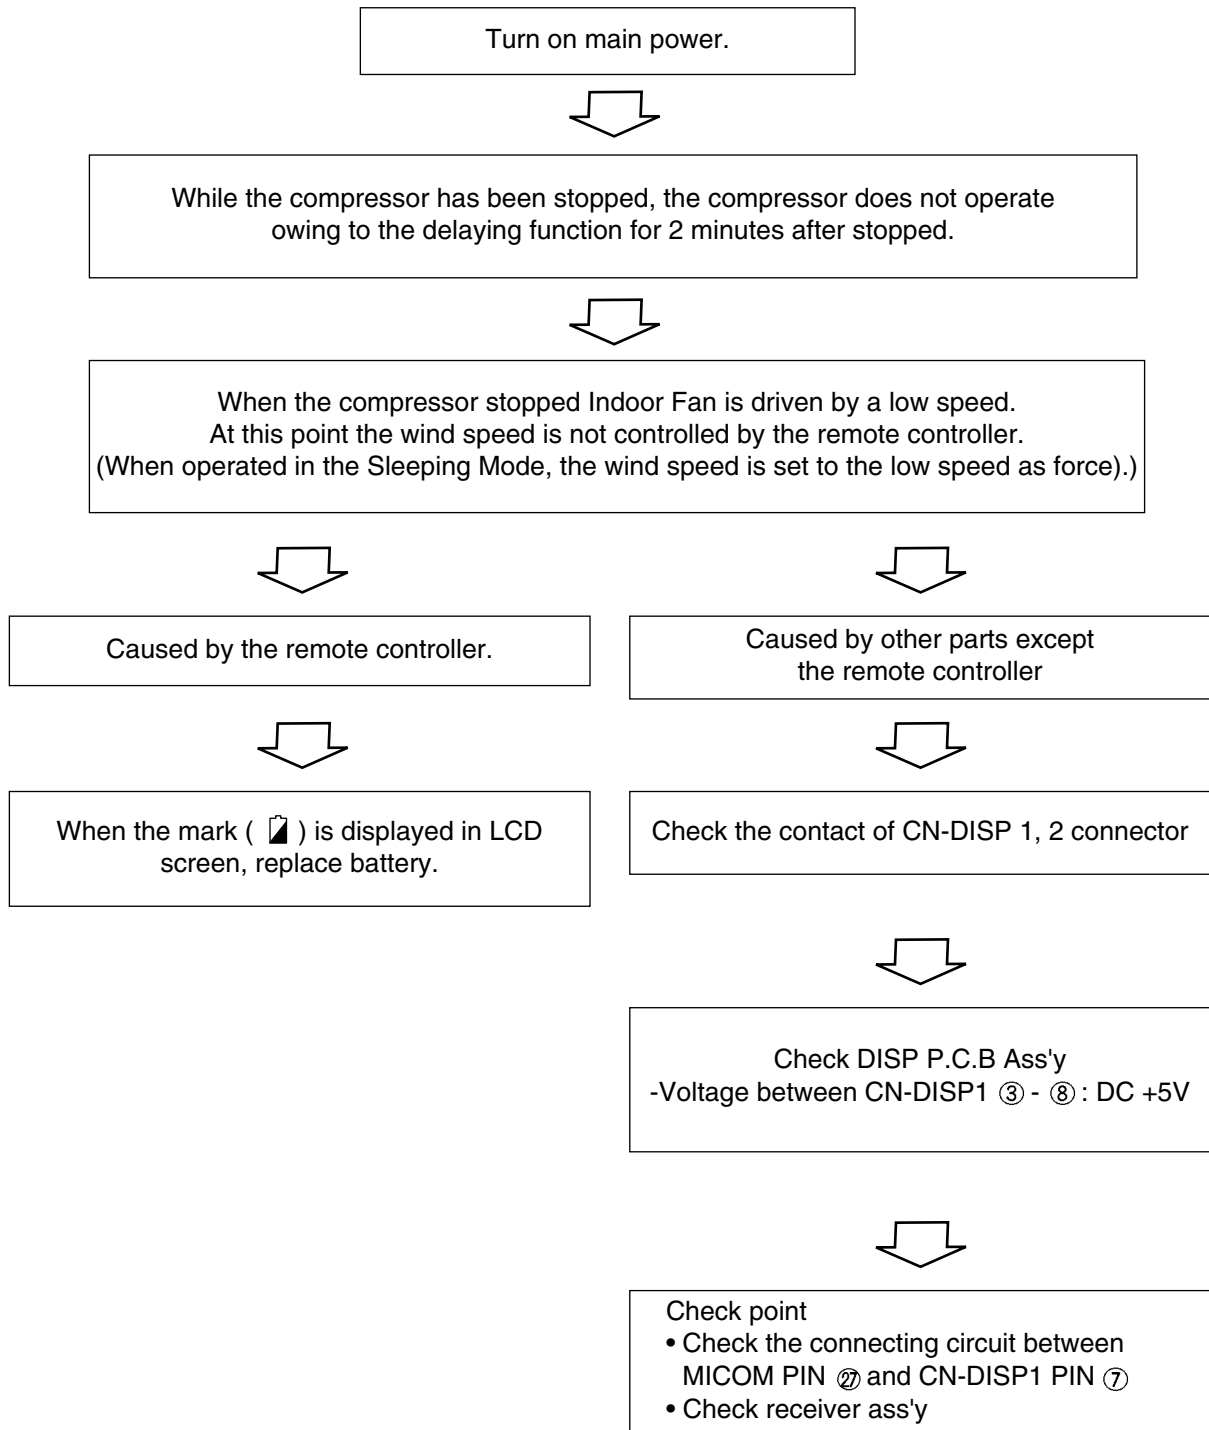 Turn on main power.
While the compressor has been stopped, the compressor does not operate
owing to the delaying function for 2 minutes after stopped.
When the compressor stopped Indoor Fan is driven by a low speed.
At this point the wind speed is not controlled by the remote controller.
(When operated in the Sleeping Mode, the wind speed is set to the low speed as force).)
Caused by the remote controller.
When the mark ( ) is displayed in LCD
screen, replace battery.
Caused by other parts except
the remote controller
Check the contact of CN-DISP 1, 2 connector
Check DISP P.C.B Ass'y
-Voltage between CN-DISP1 ③ - ⑧ : DC +5V
Check point
• Check the connecting circuit between
MICOM PIN ㉗ and CN-DISP1 PIN ⑦
• Check receiver ass'y